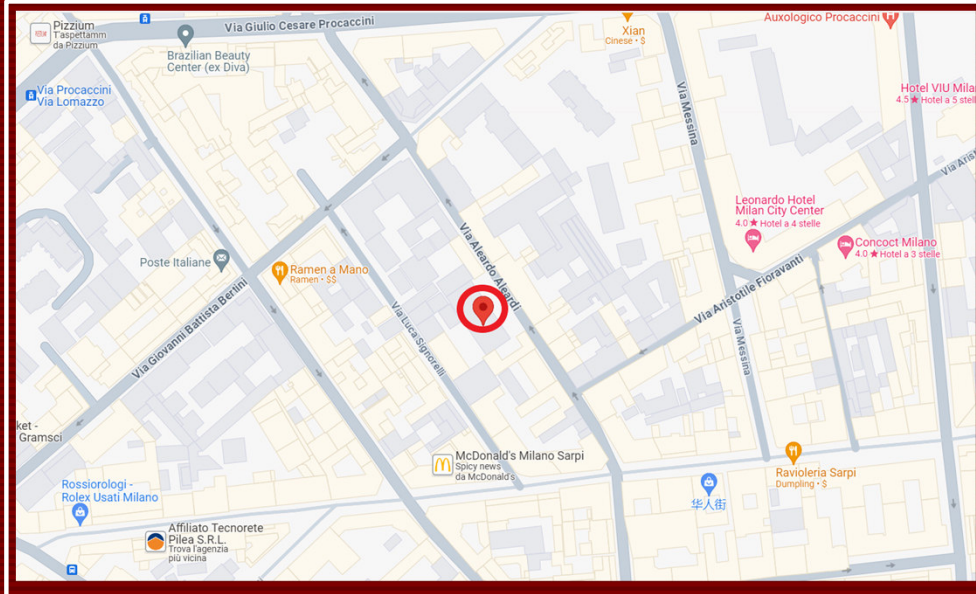 Pizzium
T'aspettamm
da Pizzium
Via Giulio Cesare Procaccini
Brazilian Beauty
Center (ex Diva)
Xian
Cinese • $
Auxologico Procaccini
Via Procaccini
Via Lomazzo
Hotel VIU Mila
4.5★ Hotel a 5 stell
Via Messina
Via Arist
Leonardo Hotel
Milan City Center
4.0★ Hotel a 4 stelle
Concoct Milano
4.0★ Hotel a 3 stelle
Via Aleardo Aleardi
Poste Italiane
Ramen a Mano
Ramen • $$
Via Aristotile Fioravanti
Via Giovanni Battista Bertini
Via Luca Signorelli
Via Messina
ket -
Gramsci
McDonald's Milano Sarpi
Spicy news
da McDonald's
Ravioleria Sarpi
Dumpling • $
华人街
Rossiorologi -
Rolex Usati Milano
Affiliato Tecnorete
Pilea S.R.L.
Trova l'agenzia
più vicina